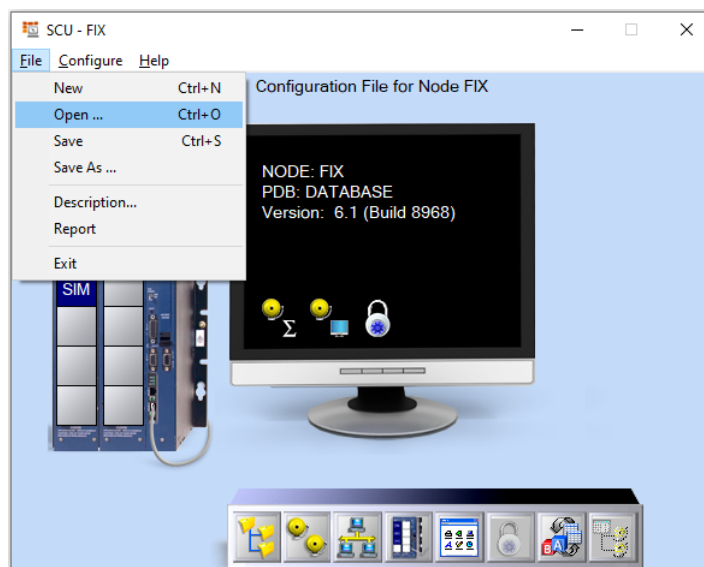 SCU - FIX
File Configure Help
New Ctrl+N
Open ... Ctrl+O
Save Ctrl+S
Save As ...
Description...
Report
Exit
Configuration File for Node FIX
NODE: FIX
PDB: DATABASE
Version: 6.1 (Build 8968)
Σ
SIM